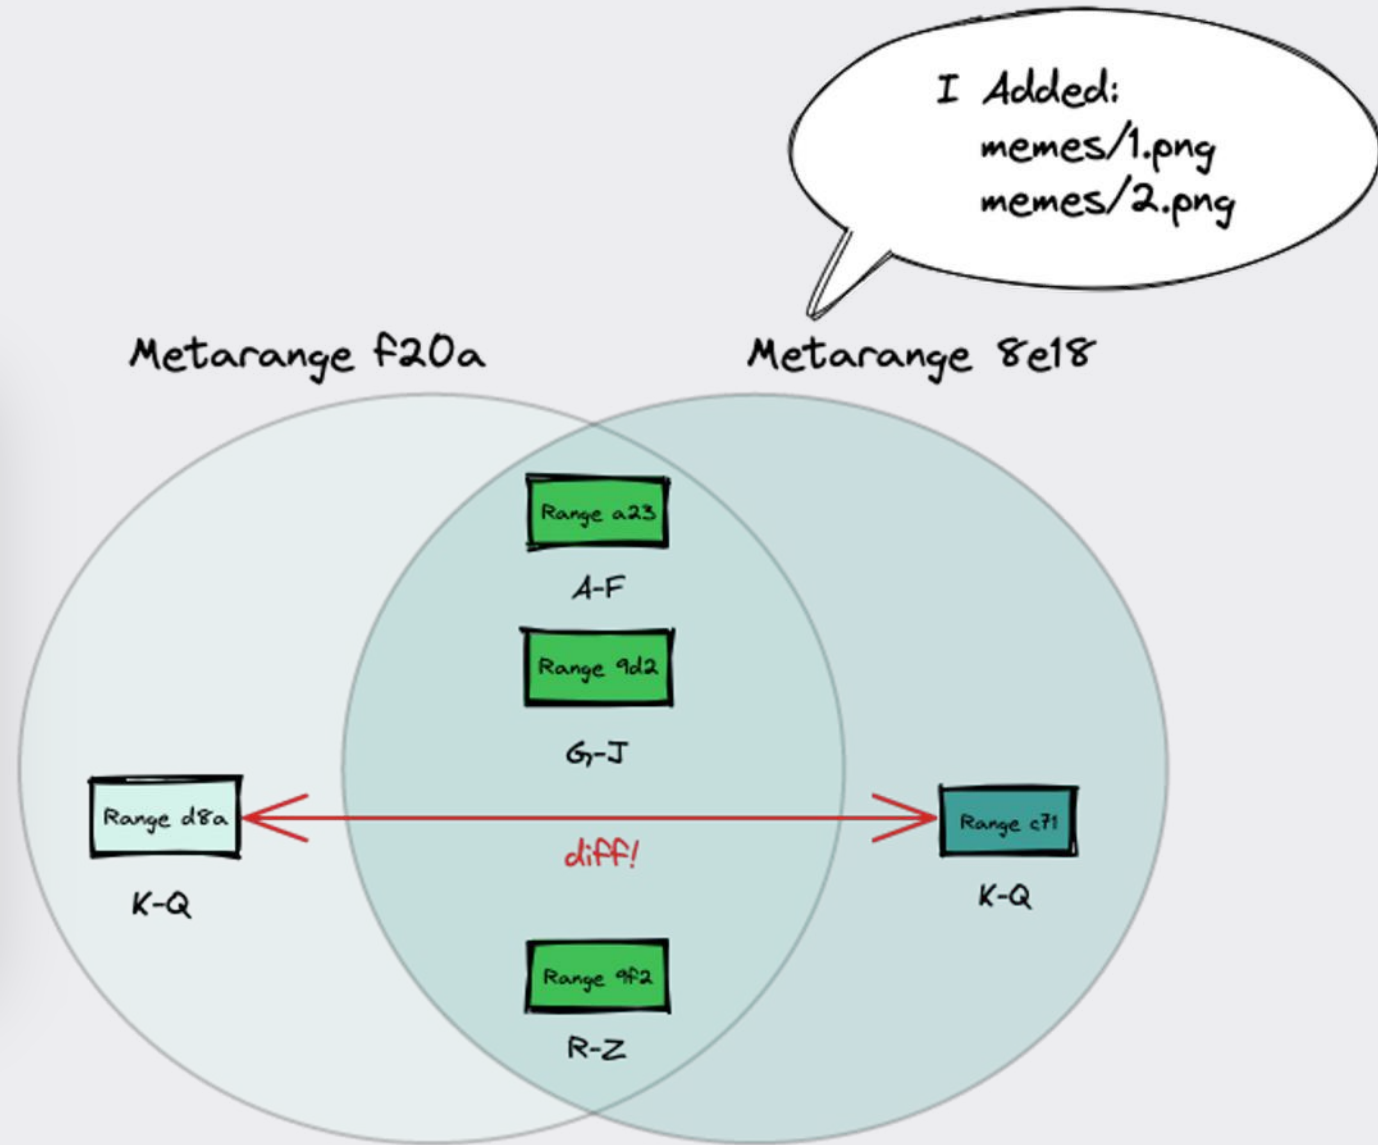 I Added:
memes/1.png
memes/2.png
Metarange f20a
Metarange 8e18
Range a23
A-F
Range 9d2
G-J
Range d8a
Range c71
diff!
K-Q
K-Q
Range 9f2
R-Z